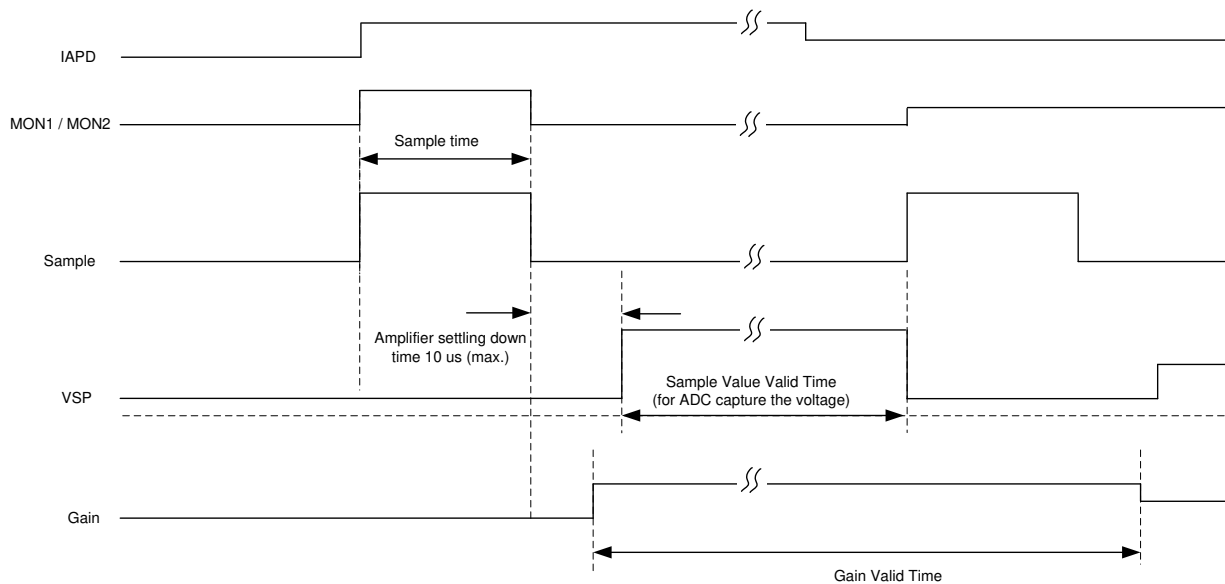 IAPD
MON1 / MON2
Sample time
Sample
Amplifier settling down
time 10 us (max.)
VSP
Sample Value Valid Time
(for ADC capture the voltage)
Gain
Gain Valid Time